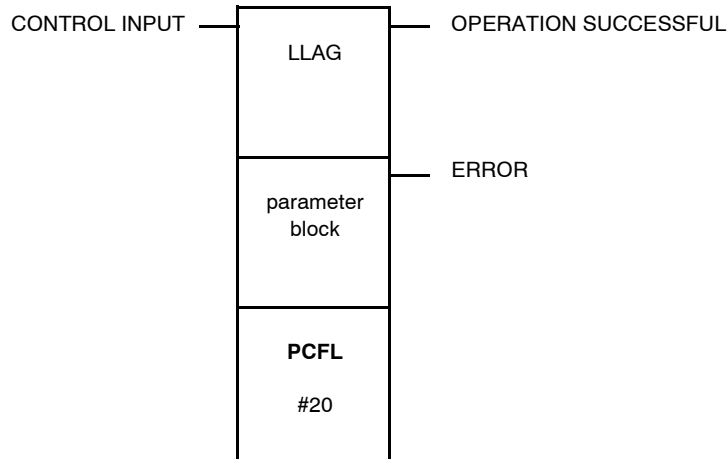 CONTROL INPUT
OPERATION SUCCESSFUL
LLAG
ERROR
parameter
block
PCFL
#20